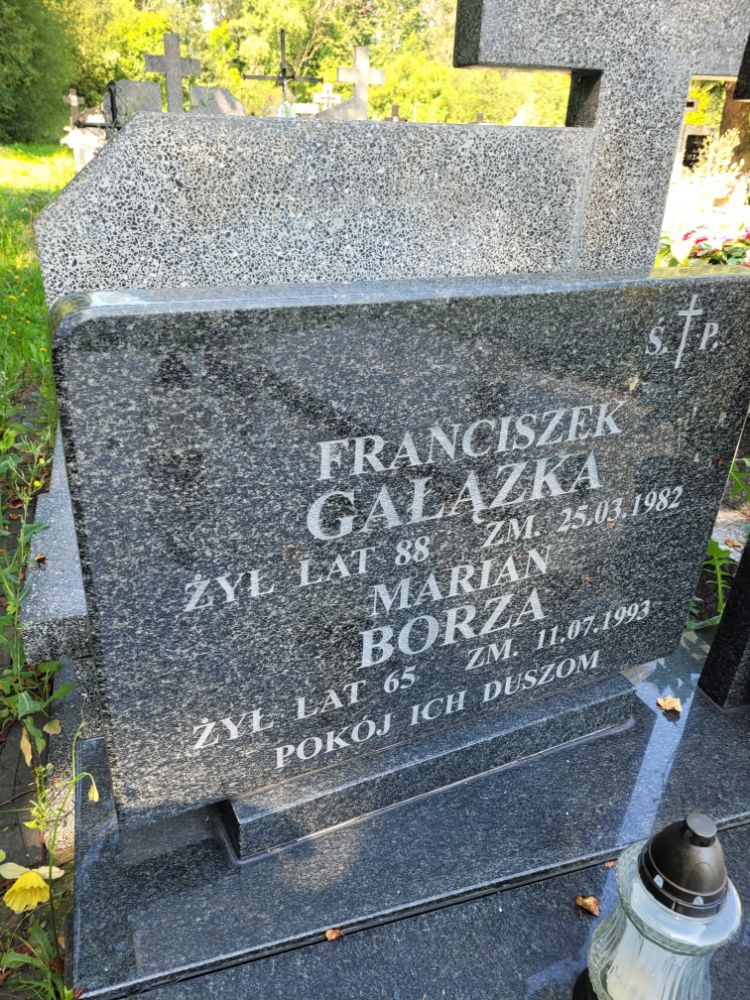 Ś. P.
FRANCISZEK
GAŁĄZKA
ŻYŁ LAT 88 ZM. 25.03.1982
MARIAN
BORZA
ŻYŁ LAT 65 ZM. 11.07.1993
POKÓJ ICH DUSZOM